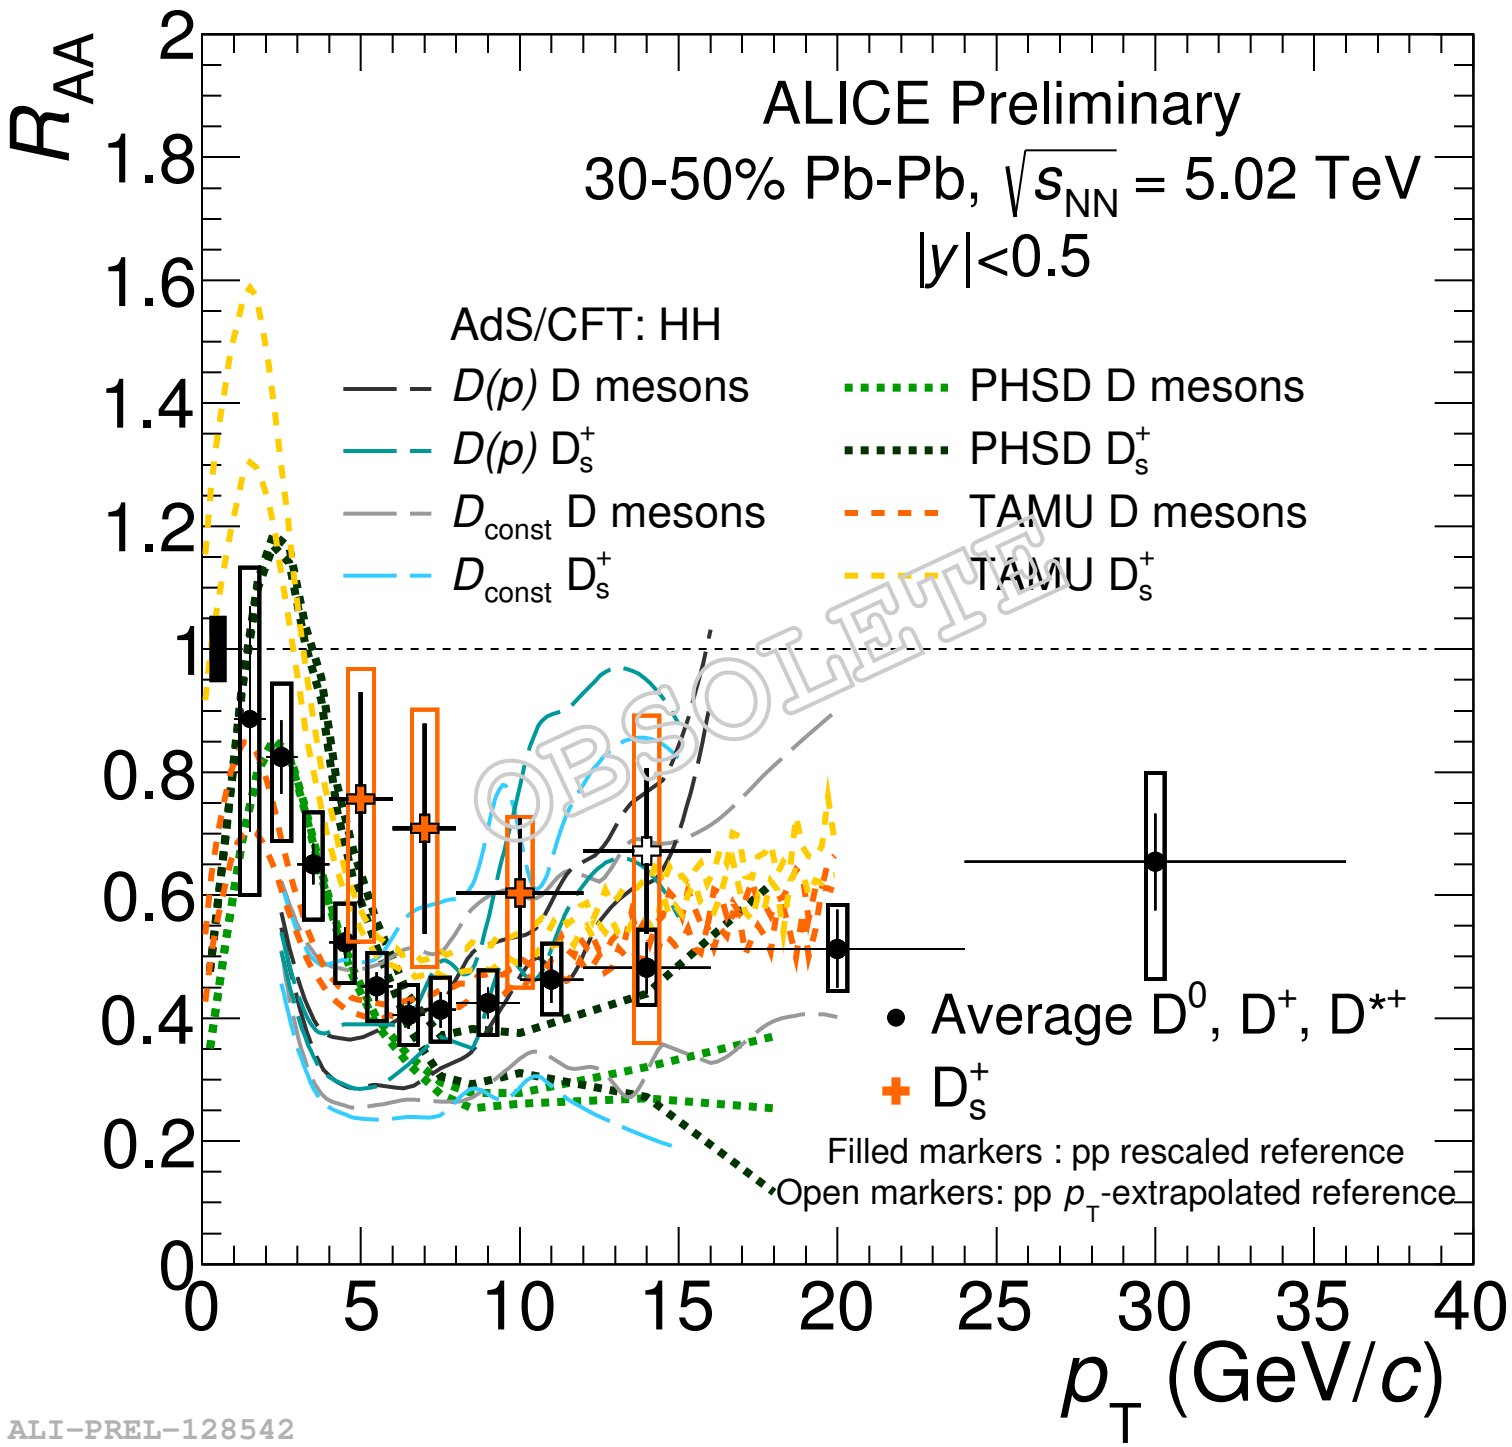 R_AA
2
1.8
1.6
1.4
1.2
1
0.8
0.6
0.4
0.2
0
ALICE Preliminary
30-50% Pb-Pb, √s_NN = 5.02 TeV
|y|<0.5
AdS/CFT: HH
D(p) D mesons
D(p) D_s^+
D_const D mesons
D_const D_s^+
PHSD D mesons
PHSD D_s^+
TAMU D mesons
TAMU D_s^+
OBSOLETE
Average D^0, D^+, D^*+
D_s^+
Filled markers : pp rescaled reference
Open markers: pp p_T-extrapolated reference
0 5 10 15 20 25 30 35 40
p_T (GeV/c)
ALI-PREL-128542